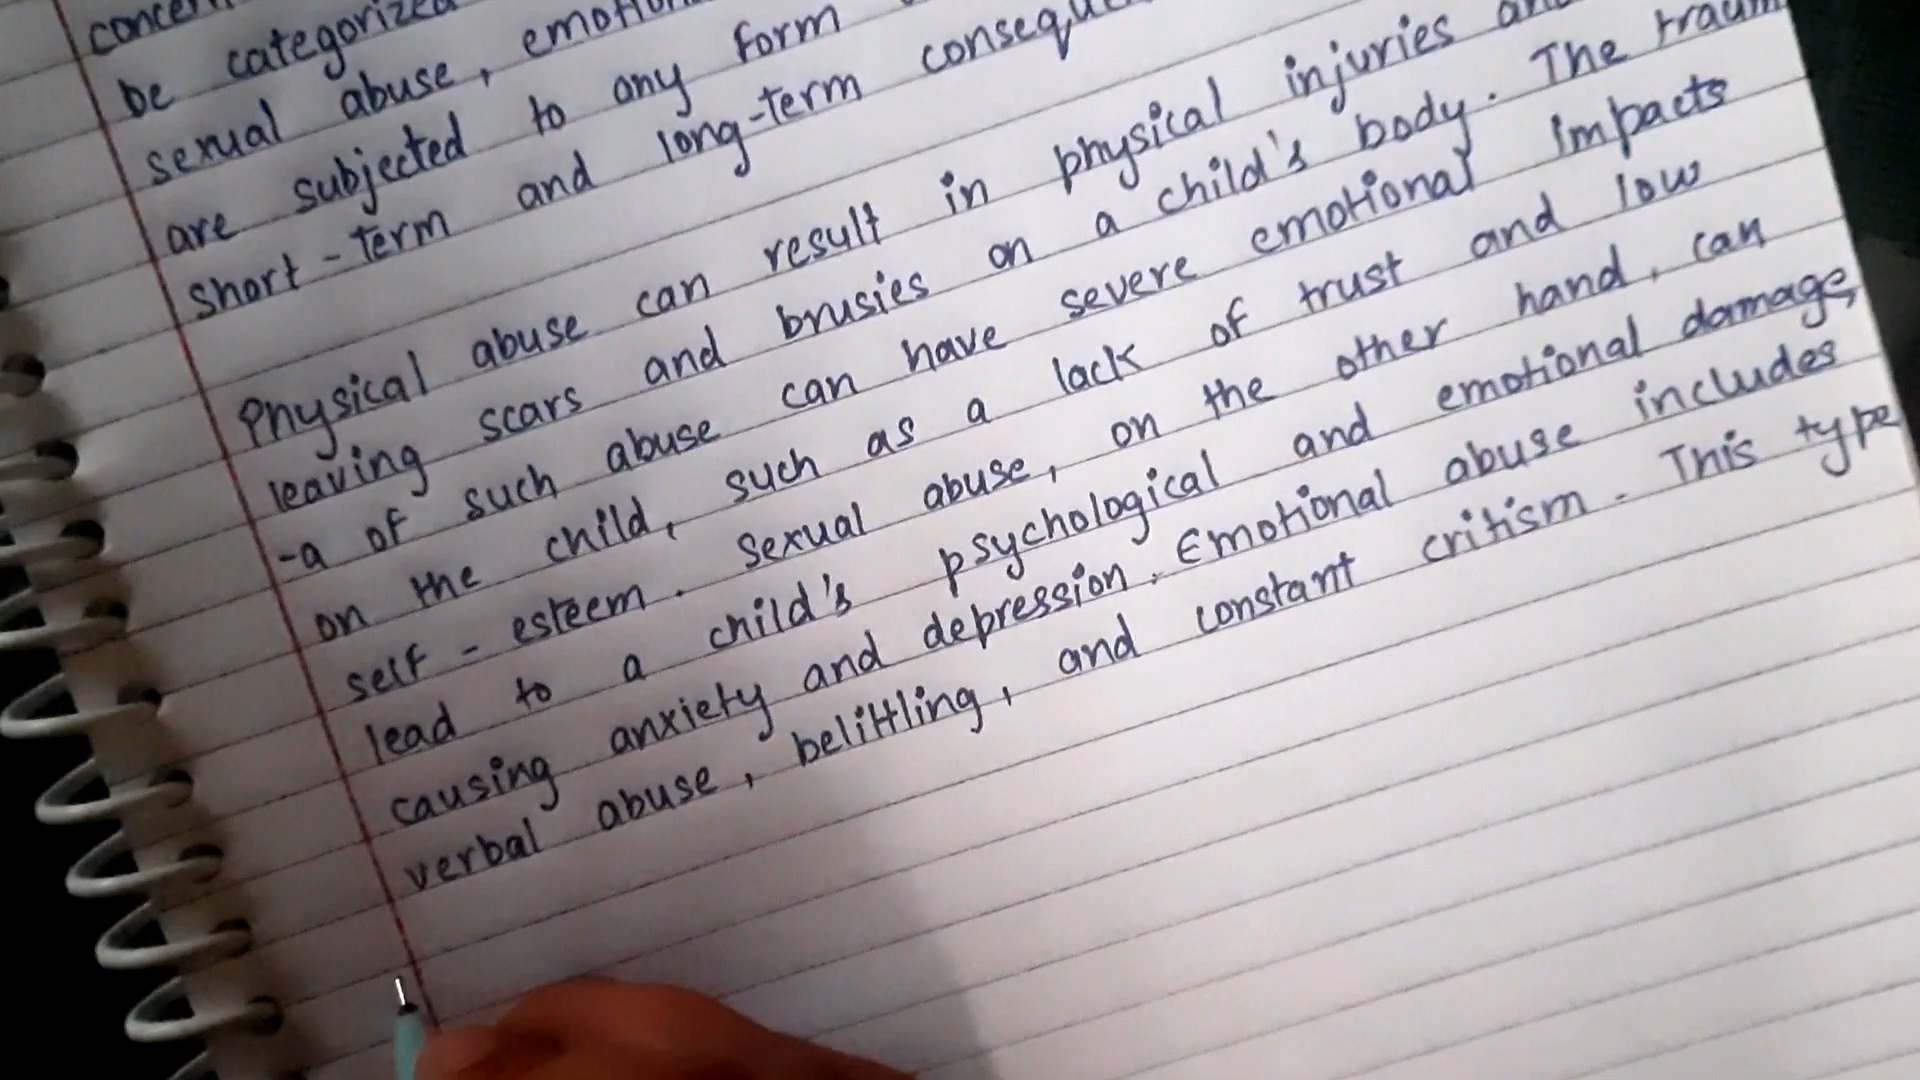 be categorized
sexual abuse,
are subjected to any form
short-term and long-term
Physical abuse can result in physical injuries
leaving scars and brusies on a child's body. The
-a of such abuse can have severe emotional impacts
on the child, such as a lack of trust and low
self-esteem. Sexual abuse, on the other hand, can
lead to a child's psychological and emotional damage,
causing anxiety and depression. Emotional abuse includes
verbal abuse, belittling, and constant critism. This type